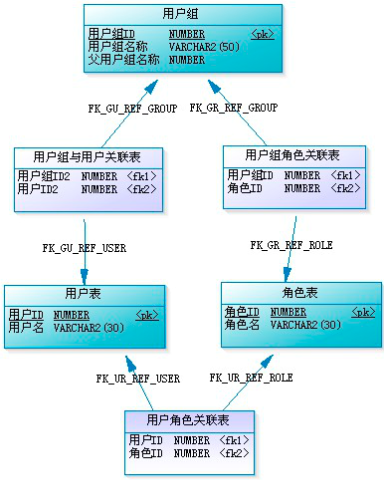 用户组
用户组ID NUMBER <pk>
用户组名称 VARCHAR2(50)
父用户组名称 NUMBER
FK_GU_REF_GROUP FK_GR_REF_GROUP
用户组与用户关联表
用户组ID2 NUMBER <fk1>
用户ID2 NUMBER <fk2>
用户组角色关联表
用户组ID NUMBER <fk1>
角色ID NUMBER <fk2>
FK_GU_REF_USER FK_GR_REF_ROLE
用户表
用户ID NUMBER <pk>
用户名 VARCHAR2(30)
角色表
角色ID NUMBER <pk>
角色名 VARCHAR2(30)
FK_UR_REF_USER FK_UR_REF_ROLE
用户角色关联表
用户ID NUMBER <fk1>
角色ID NUMBER <fk2>